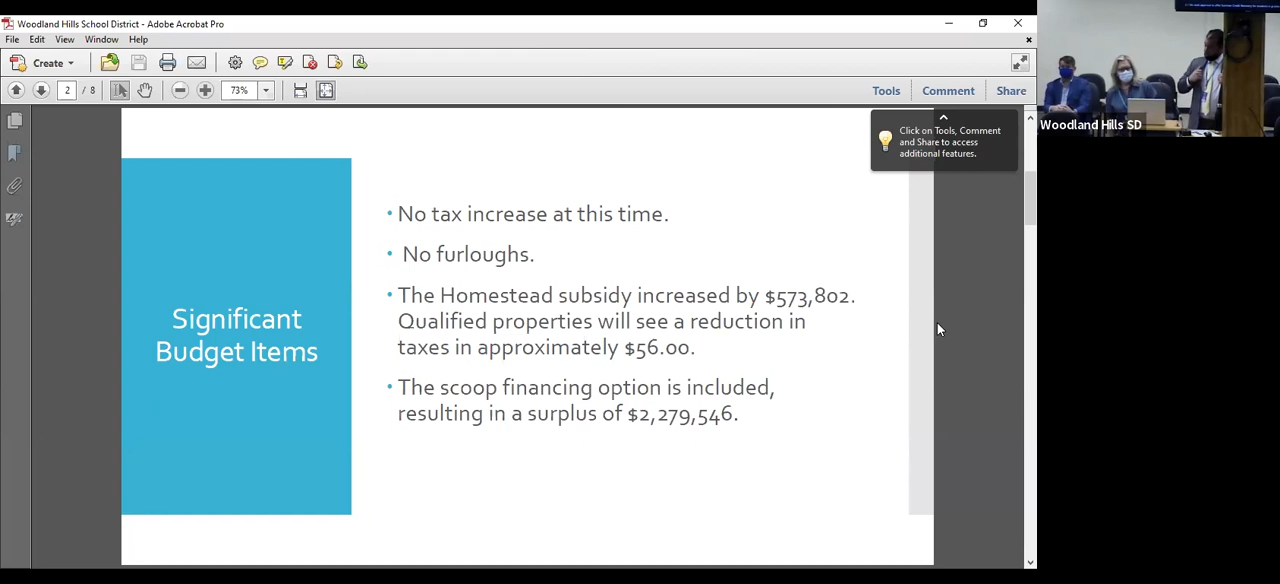 Woodland Hills School District - Adobe Acrobat Pro
File Edit View Window Help
Create
2 / 8
73%
Tools Comment Share
Click on Tools, Comment
and Share to access
additional features.
Woodland Hills SD
Significant
Budget Items
• No tax increase at this time.
• No furloughs.
• The Homestead subsidy increased by $573,802.
Qualified properties will see a reduction in
taxes in approximately $56.00.
• The scoop financing option is included,
resulting in a surplus of $2,279,546.